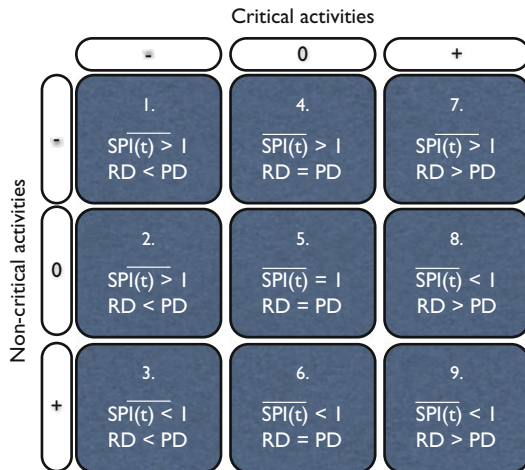 Critical activities
- 0 +
Non-critical activities
-
0
+
1.
SPI(t) > 1
RD < PD
4.
SPI(t) > 1
RD = PD
7.
SPI(t) > 1
RD > PD
2.
SPI(t) > 1
RD < PD
5.
SPI(t) = 1
RD = PD
8.
SPI(t) < 1
RD > PD
3.
SPI(t) < 1
RD < PD
6.
SPI(t) < 1
RD = PD
9.
SPI(t) < 1
RD > PD